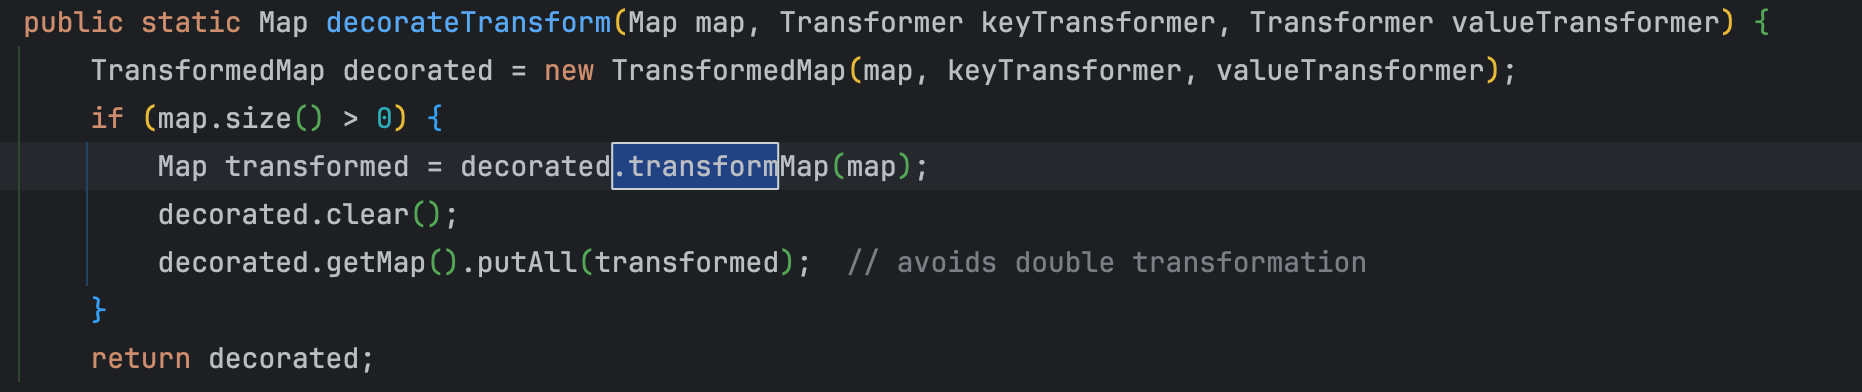 public static Map decorateTransform(Map map, Transformer keyTransformer, Transformer valueTransformer) {
    TransformedMap decorated = new TransformedMap(map, keyTransformer, valueTransformer);
    if (map.size() > 0) {
        Map transformed = decorated.transformMap(map);
        decorated.clear();
        decorated.getMap().putAll(transformed);  // avoids double transformation
    }
    return decorated;